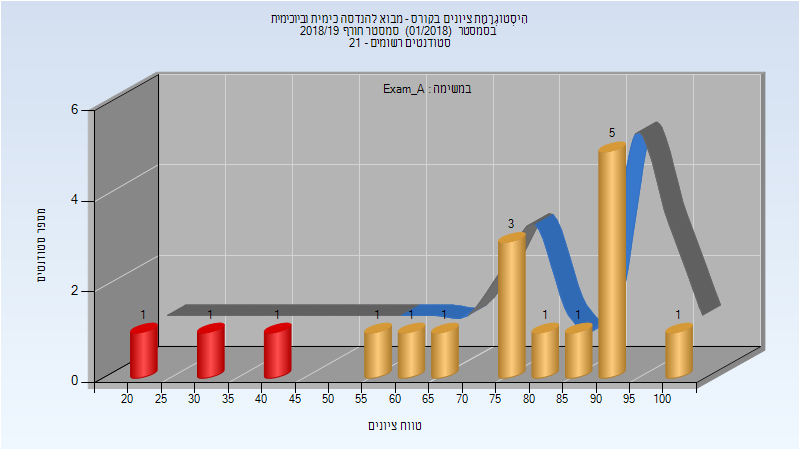 היסטוגרמת ציונים בקורס - מבוא להנדסה כימית וביוכימית
בסמסטר (01/2018) סמסטר חורף 2018/19
סטודנטים רשומים - 21
במשימה : Exam_A
מספר סטודנטים
6
4
2
0
1 1 1 1 1 1 3 1 1 5 1
20 25 30 35 40 45 50 55 60 65 70 75 80 85 90 95 100
טווח ציונים